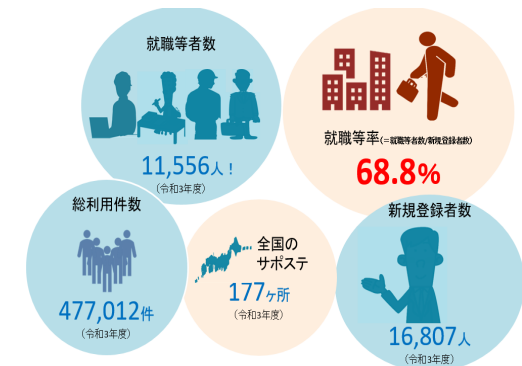 就職等者数
11,556人！
（令和3年度）
就職等率(＝就職等者数/新規登録者数)
68.8%
総利用件数
477,012件
（令和3年度）
全国の
サポステ
177ヶ所
（令和3年度）
新規登録者数
16,807人
（令和3年度）